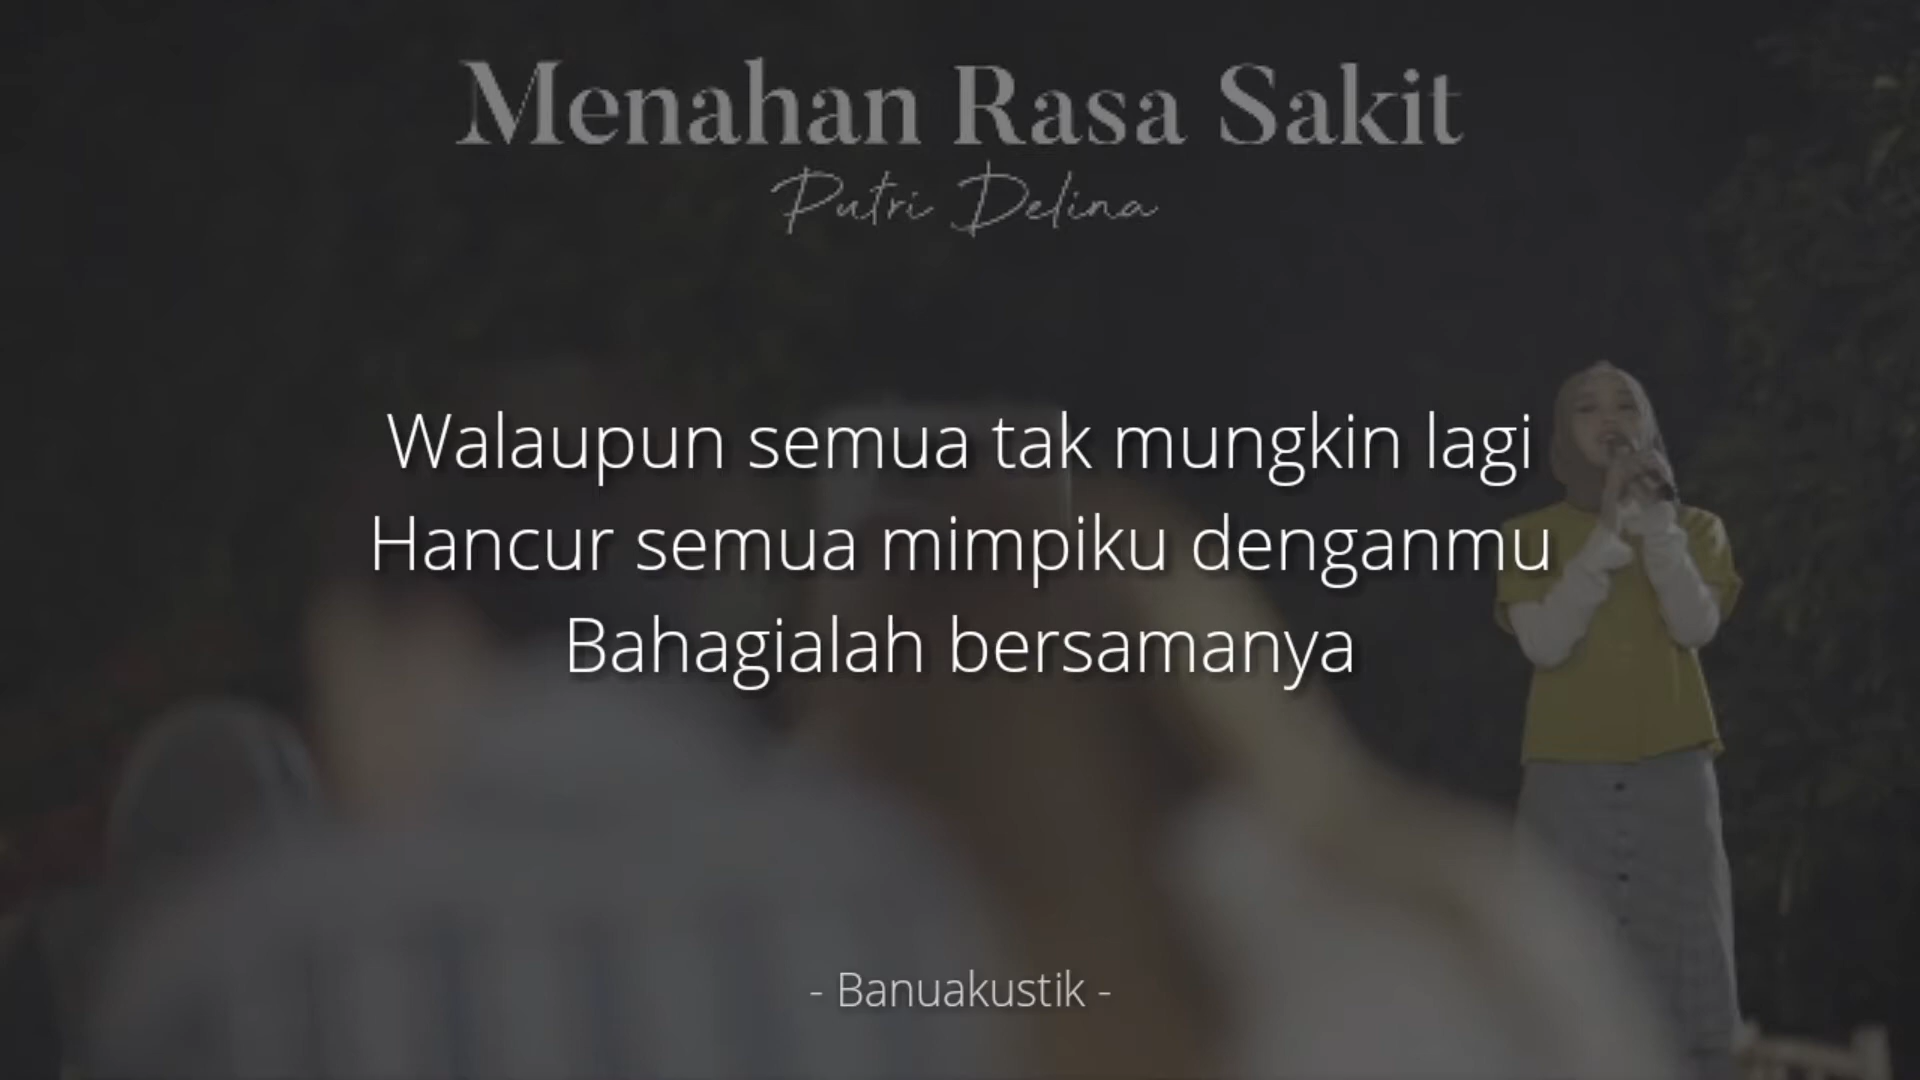 Menahan Rasa Sakit
Putri Delina
Walaupun semua tak mungkin lagi
Hancur semua mimpiku denganmu
Bahagialah bersamanya
- Banuakustik -